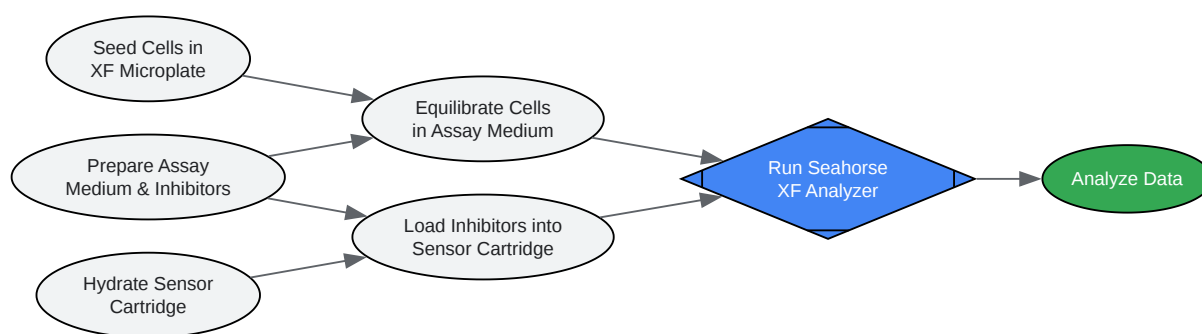 Seed Cells in
XF Microplate
Prepare Assay
Medium & Inhibitors
Hydrate Sensor
Cartridge
Equilibrate Cells
in Assay Medium
Load Inhibitors into
Sensor Cartridge
Run Seahorse
XF Analyzer
Analyze Data